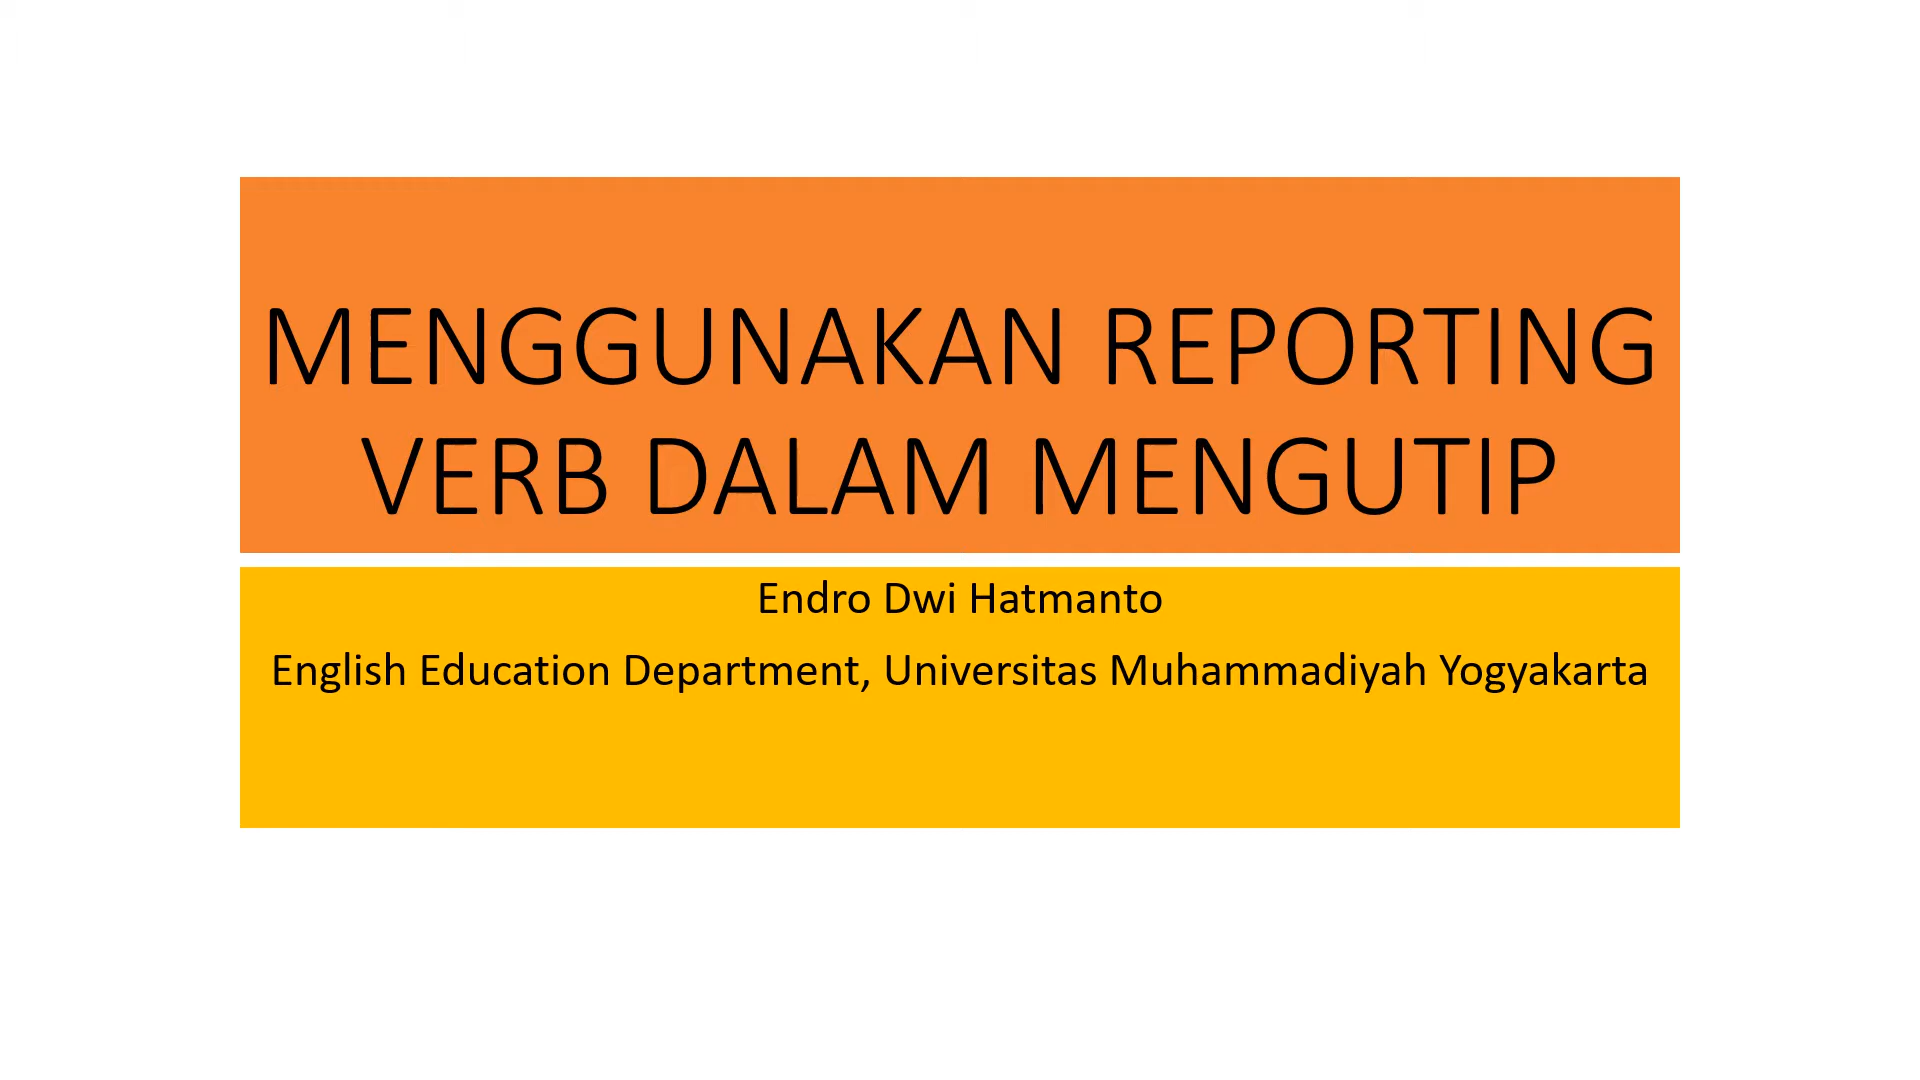 MENGGUNAKAN REPORTING
VERB DALAM MENGUTIP
Endro Dwi Hatmanto
English Education Department, Universitas Muhammadiyah Yogyakarta